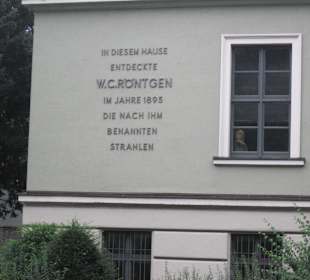 IN DIESEM HAUSE
ENTDECKTE
W.C.RÖNTGEN
IM JAHRE 1895
DIE NACH IHM
BENANNTEN
STRAHLEN